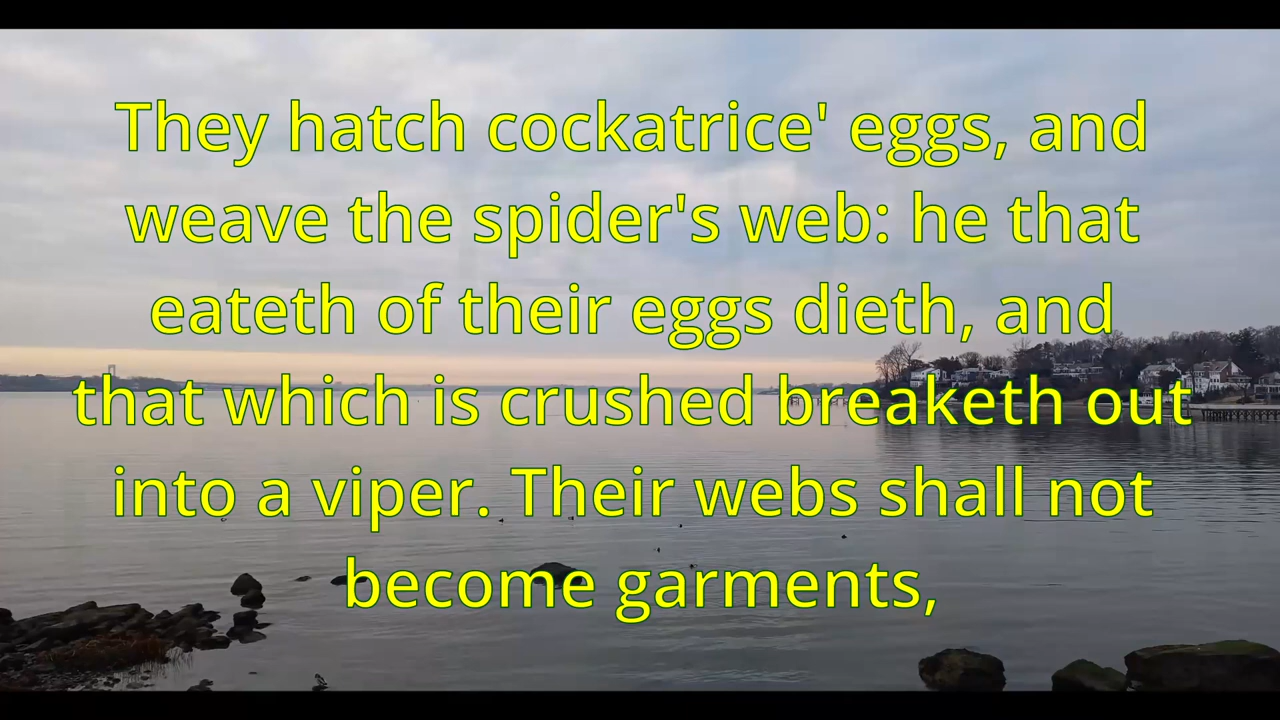 They hatch cockatrice' eggs, and
weave the spider's web: he that
eateth of their eggs dieth, and
that which is crushed breaketh out
into a viper. Their webs shall not
become garments,